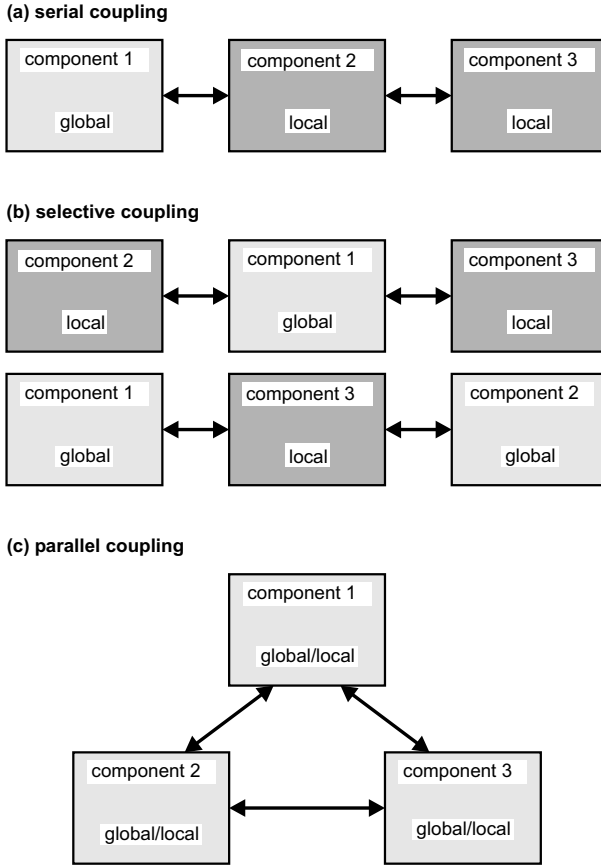 (a) serial coupling
component 1
component 2
component 3
global
local
local
(b) selective coupling
component 2
component 1
component 3
local
global
local
component 1
component 3
component 2
global
local
global
(c) parallel coupling
component 1
global/local
component 2
component 3
global/local
global/local